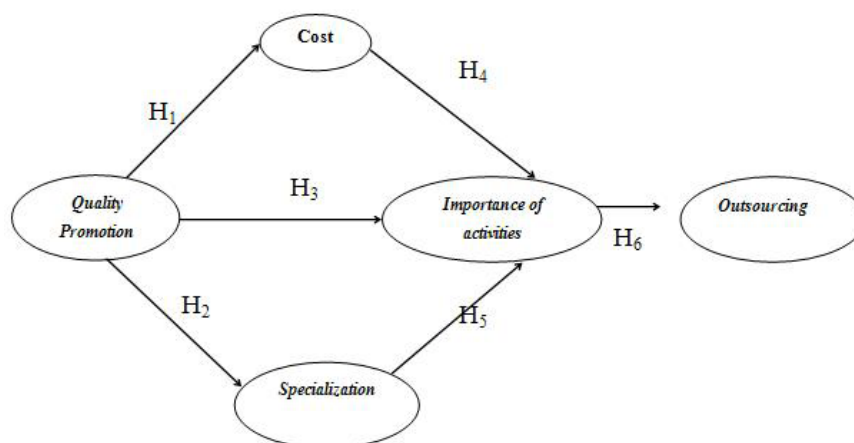 Cost
H₁
H₄
Quality
Promotion
H₃
Importance of
activities
Outsourcing
H₆
H₂
H₅
Specialization